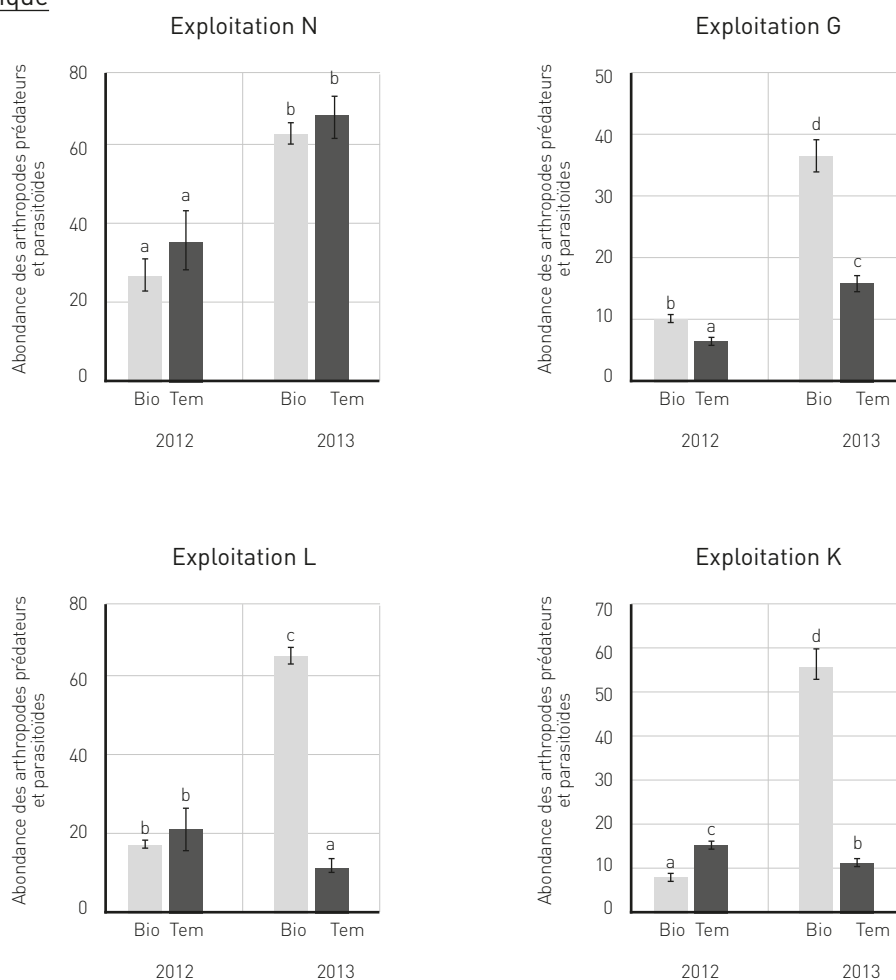 Exploitation N
Abondance des arthropodes prédateurs
et parasitoïdes
80
60
40
20
0
a
a
b
b
Bio Tem
Bio Tem
2012
2013
Exploitation G
Abondance des arthropodes prédateurs
et parasitoïdes
50
40
30
20
10
0
b
a
d
c
Bio Tem
Bio Tem
2012
2013
Exploitation L
Abondance des arthropodes prédateurs
et parasitoïdes
80
60
40
20
0
b
b
c
a
Bio Tem
Bio Tem
2012
2013
Exploitation K
Abondance des arthropodes prédateurs
et parasitoïdes
70
60
50
40
30
20
10
0
a
c
d
b
Bio Tem
Bio Tem
2012
2013